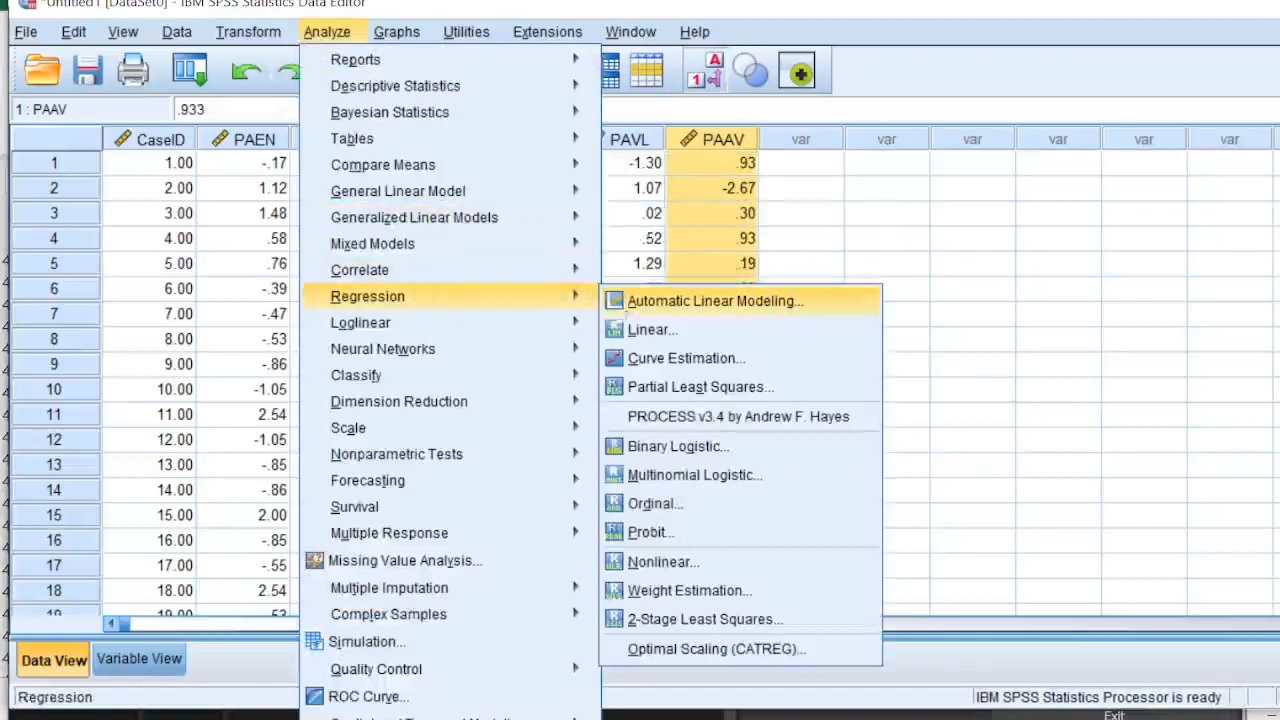 *Untitled1 [DataSet0] - IBM SPSS Statistics Data Editor
File Edit View Data Transform Analyze Graphs Utilities Extensions Window Help
1 : PAAV .933
CaseID PAEN PAVL PAAV var var var var var var
1 1.00 -.17 -1.30 .93
2 2.00 1.12 1.07 -2.67
3 3.00 1.48 .02 .30
4 4.00 .58 .52 .93
5 5.00 .76 1.29 .19
6 6.00 -.39
7 7.00 -.47
8 8.00 -.53
9 9.00 -.86
10 10.00 -1.05
11 11.00 2.54
12 12.00 -1.05
13 13.00 -.85
14 14.00 -.86
15 15.00 2.00
16 16.00 -.85
17 17.00 -.55
18 18.00 2.54
Reports
Descriptive Statistics
Bayesian Statistics
Tables
Compare Means
General Linear Model
Generalized Linear Models
Mixed Models
Correlate
Regression
Loglinear
Neural Networks
Classify
Dimension Reduction
Scale
Nonparametric Tests
Forecasting
Survival
Multiple Response
Missing Value Analysis...
Multiple Imputation
Complex Samples
Simulation...
Quality Control
ROC Curve...
Automatic Linear Modeling...
Linear...
Curve Estimation...
Partial Least Squares...
PROCESS v3.4 by Andrew F. Hayes
Binary Logistic...
Multinomial Logistic...
Ordinal...
Probit...
Nonlinear...
Weight Estimation...
2-Stage Least Squares...
Optimal Scaling (CATREG)...
Data View Variable View
Regression IBM SPSS Statistics Processor is ready
Exit